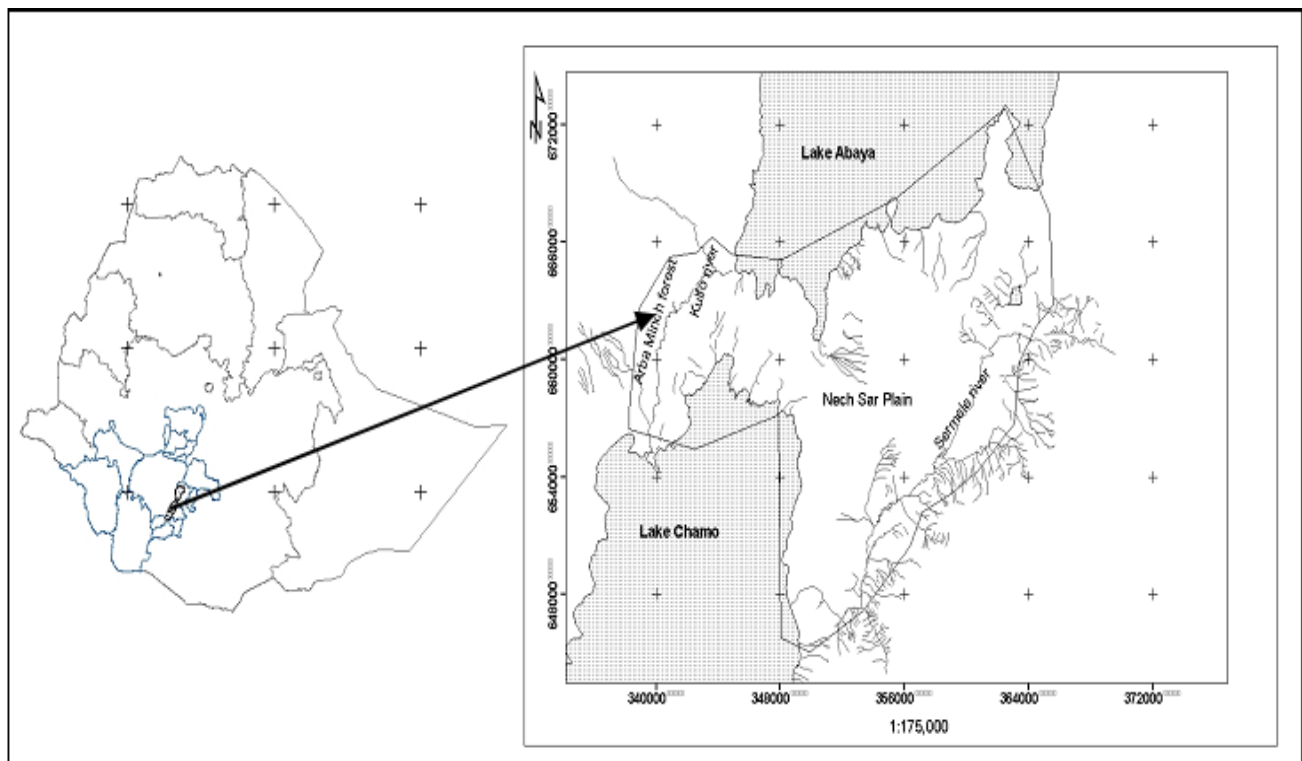 N
672000
666000
660000
654000
648000
Lake Abaya
Arba Minch forest
Kulfo river
Nech Sar Plain
Sermele river
Lake Chamo
340000
348000
356000
364000
372000
1:175,000